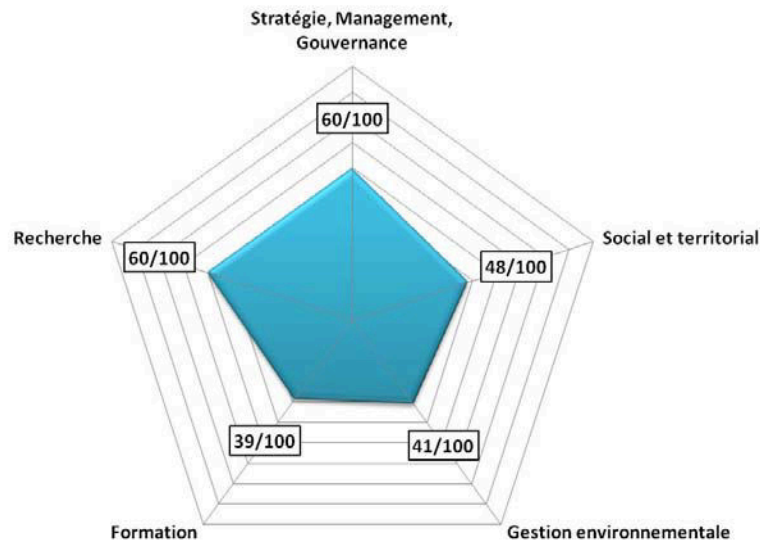 Stratégie, Management,
Gouvernance
60/100
Recherche
Social et territorial
60/100
48/100
39/100
41/100
Formation
Gestion environnementale